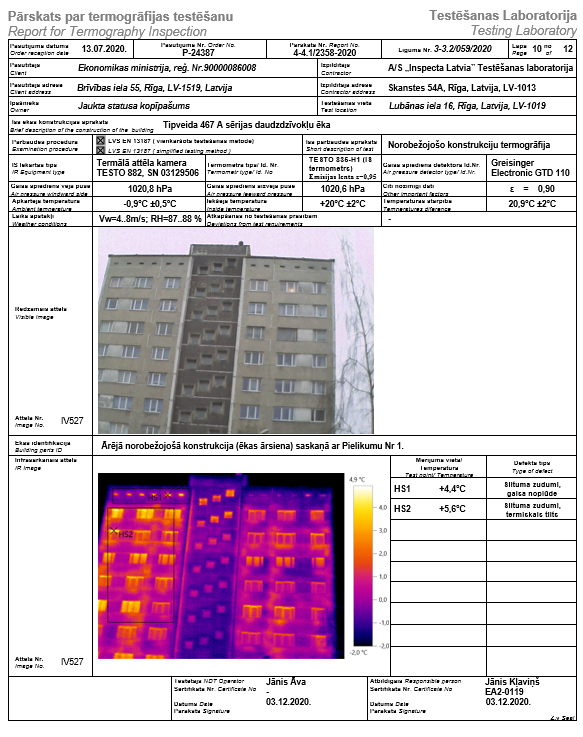 Pārskats par termogrāfijas testēšanu
Testēšanas Laboratorija
Report for Termography Inspection
Testing Laboratory
Pasūtījuma datums
Order reception date
13.07.2020.
Pasūtījuma Nr. Order No.
P-24387
Pārskata Nr. Report No.
4-4.1/2358-2020
Līguma Nr. 3-3.2/059/2020
Lapa 10 no 12
Page of
Pasūtītājs
Client
Ekonomikas ministrija, reģ. Nr.90000086008
Izpildītājs
Contractor
A/S „Inspecta Latvia" Testēšanas laboratorija
Pasūtītāja adrese
Client address
Brīvības iela 55, Rīga, LV-1519, Latvija
Izpildītāja adrese
Contractor address
Skanstes 54A, Rīga, Latvija, LV-1013
Īpašnieks
Owner
Jaukta statusa kopīpašums
Testēšanas vieta
Test location
Lubānas iela 16, Rīga, Latvija, LV-1019
Īss ēkas konstrukcijas apraksts
Brief description of the construction of the building
Tipveida 467 A sērijas daudzdzīvokļu ēka
Pārbaudes procedūra
Examination procedure
LVS EN 13187 ( vienkāršota testēšanas metode)
LVS EN 13187 ( simplified testing method )
Īss pārbaudes apraksts
Short description of test
Norobežojošo konstrukciju termogrāfija
IS Iekārtas tips
IR Equipment type
Termālā attēla kamera
TESTO 882, SN 03129506
Termometra tips/ Id. Nr.
Termometr type/ Id. No
TE8TO 835-H1 (IS
termometrs)
Emisijas lenta ε=0,95
Gaisa spiediena detektora Id.Nr.
Air pressure detector type/ Id. Nr.
Greisinger
Electronic GTD 110
Gaisa spiediens vēja pusē
Air pressure windward side
1020,8 hPa
Gaisa spiediens aizvēja pusē
Air pressure leeward pressure
1020,6 hPa
Citi nozīmīgi dati
Other important factors
ε = 0,90
Apkārtējā temperatūra
Ambient temperature
-0,9°C ±0,5°C
Iekšējā temperatūra
Inside temperature
+20°C ±2°C
Temperatūras starpība
Temperatures diference
20,9°C ±2°C
Laika apstākļi
Weather conditions
Vw=4..8m/s; RH=87..88 %
Atkāpšanās no testēšanas prasībām
Deviations from test requirements
-
Redzamais attēls
Visible image
Attēla Nr.
Image No.
IV527
Ēkas identifikācija
Building parts ID
Ārējā norobežojošā konstrukcija (ēkas ārsiena) saskaņā ar Pielikumu Nr 1.
Infrasarkanais attēls
IR image
Mērījuma vieta/
Temperatūra
Test point/ Temperature
Defekta tips
Type of defect
HS1
+4,4°C
Siltuma zudumi,
gaisa noplūde
HS2
+5,6°C
Siltuma zudumi,
termiskais tilts
HS1
HS2
4,9 °C
4,0
3,0
2,0
1,0
0,0
-1,0
-2,0 °C
Attēla Nr.
Image No.
IV527
Testētājs NDT Operator
Jānis Āva
Sertifikāta Nr. Certificate No
-
Datums Date
03.12.2020.
Paraksts Signature
Atbildīgais Responsible person
Jānis Kļaviņš
Sertifikāta Nr. Certificate No
EA2-0119
Datums Date
03.12.2020.
Paraksts Signature